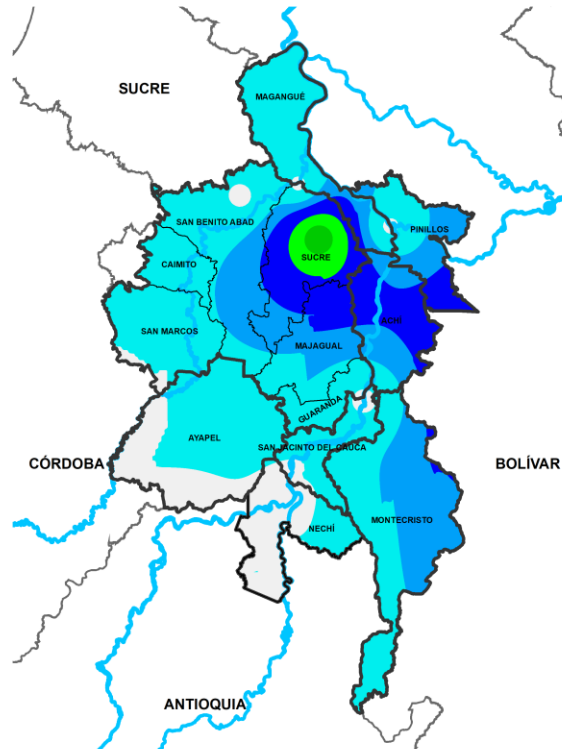 SUCRE
MAGANGUÉ
SAN BENITO ABAD
PINILLOS
SUCRE
CAIMITO
ACHÍ
SAN MARCOS
MAJAGUAL
GUARANDA
AYAPEL
SAN JACINTO DEL CAUCA
CÓRDOBA
BOLÍVAR
MONTECRISTO
NECHÍ
ANTIOQUIA